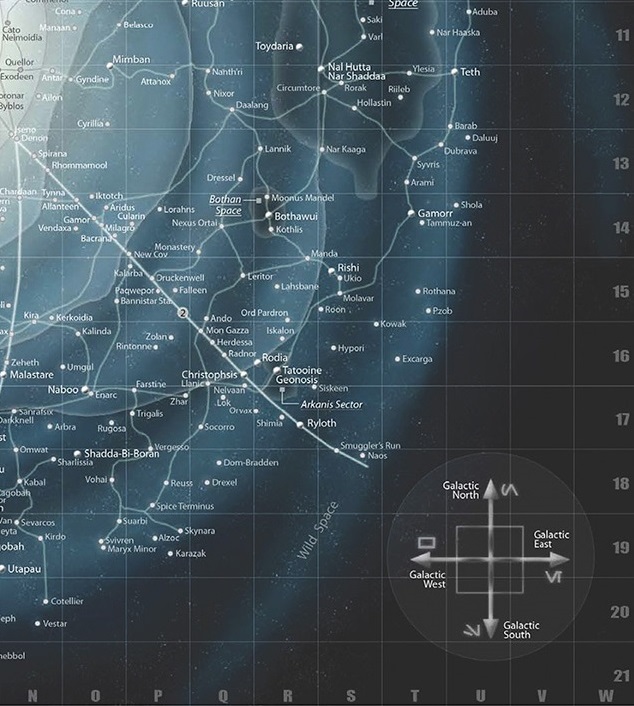 Ruusan
Space
Cona
Manaan
Belasco
Saki
Varl
Aduba
Nar Haaska
11
Cato
Neimoidia
Toydaria
Quellor
Exodeen
Mimban
Antar
Gyndine
Attahox
Nahth'ri
Nal Hutta
Nar Shaddaa
Ylesia
Teth
Circumtore
Rorak
Riileb
Hollastin
12
Ailon
Byblos
Nixor
Daalang
Cyrillia
Barab
Daluuj
Dubrava
Denon
Spirana
Rhommamool
Lannik
Nar Kaaga
Syvris
13
Dressel
Arami
Chardaan
Tynna
Iktotch
Bothan
Space
Moonus Mandel
Allanteen
Aridus
Lorahns
Bothawui
Gamorr
Shola
Gamor
Cularin
Milagro
Nexus Ortai
Kothlis
Tammuz-an
14
Vendaxa
Bacrana
Monastery
New Cov
Manda
Kalarba
Druckenwell
Leritor
Rishi
Ukio
Paqwepor
Falleen
Lahsbane
Molavar
Rothana
15
Bannistar Sta.
Kira
Kerkoidia
2
Ando
Ord Pardron
Roon
Kowak
Pzob
Kalinda
Mon Gazza
Iskalon
Zolan
Rintonne
Herdessa
Radnor
Hypori
Zeheth
Umgul
Rodia
Excarga
16
Malastare
Christophsis
Tatooine
Geonosis
Naboo
Enarc
Farstine
Llanic
Nelvaan
Siskeen
Zhar
Lok
Arkanis Sector
Sanrafsix
Darkknell
Arbra
Rugosa
Trigalis
Orvax
Shimia
Ryloth
Socorro
17
Omwat
Shadda-Bi-Boran
Vergesso
Smuggler's Run
Naos
Sharlissia
Dom-Bradden
Kabal
Vohai
Reuss
Drexel
Galactic
North
18
Spice Terminus
Sevarcos
Suarbi
Skynara
Wild Space
Kirdo
Svivren
Maryx Minor
Alzoc
Karazak
Galactic
East
19
Utapau
Galactic
West
Cotellier
Vestar
Galactic
South
20
21
N O P Q R S T U V W